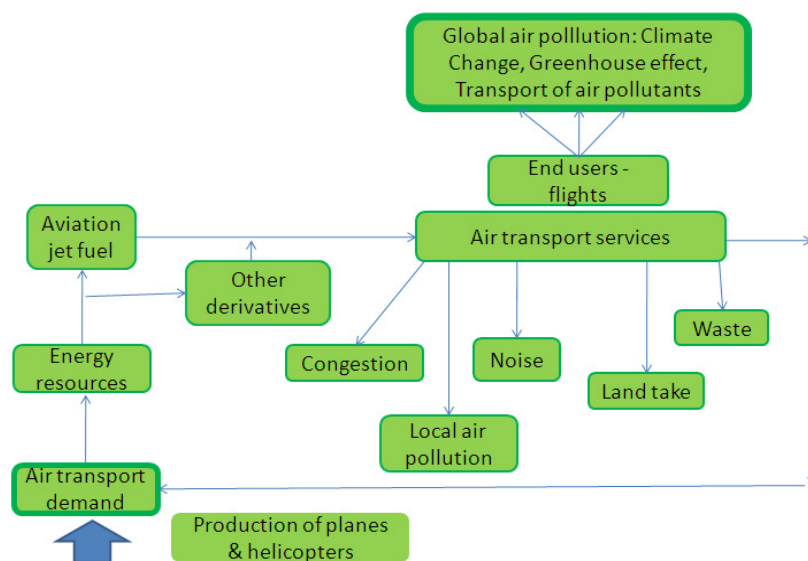 Global air polllution: Climate
Change, Greenhouse effect,
Transport of air pollutants
End users -
flights
Aviation
jet fuel
Air transport services
Other
derivatives
Waste
Energy
resources
Congestion
Noise
Land take
Local air
pollution
Air transport
demand
Production of planes
& helicopters